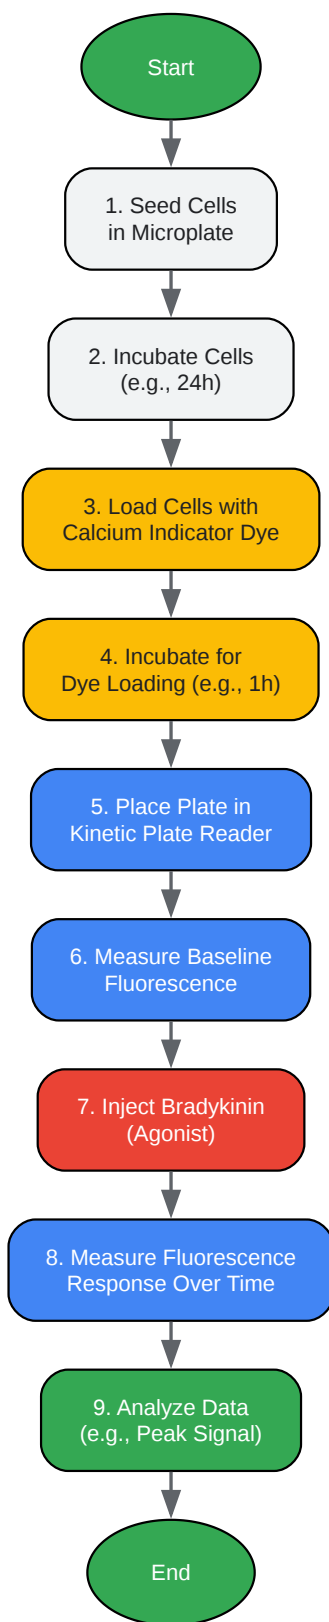 Start
1. Seed Cells
in Microplate
2. Incubate Cells
(e.g., 24h)
3. Load Cells with
Calcium Indicator Dye
4. Incubate for
Dye Loading (e.g., 1h)
5. Place Plate in
Kinetic Plate Reader
6. Measure Baseline
Fluorescence
7. Inject Bradykinin
(Agonist)
8. Measure Fluorescence
Response Over Time
9. Analyze Data
(e.g., Peak Signal)
End